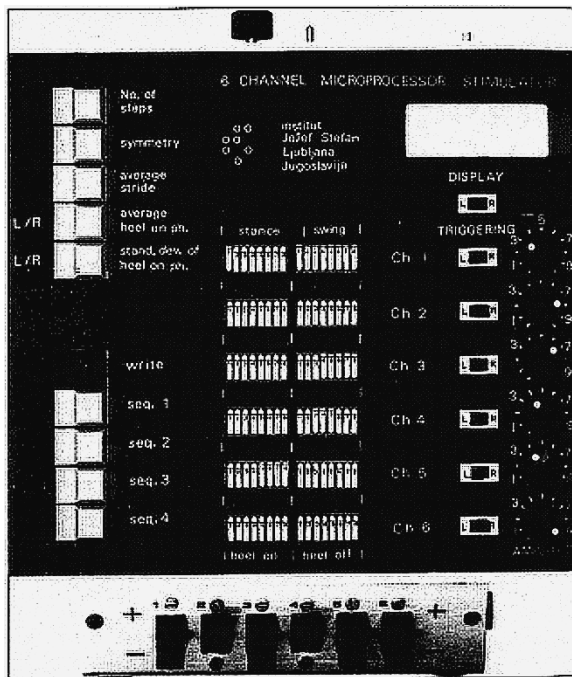 6 CHANNEL MICROPROCESSOR STIMULATOR
No. of
steps
symmetry
average
stride
L/R
average
heel on ph.
L/R
stand. dev. of
heel on ph.
write
seq. 1
seq. 2
seq. 3
seq. 4
institut
Jožef Stefan
Ljubljana
Jugoslavija
DISPLAY
L R
TRIGGERING
stance
swing
Ch 1
L R
Ch 2
L R
Ch 3
L R
Ch 4
L R
Ch 5
L R
Ch 6
L
heel on
heel off
+
−
+